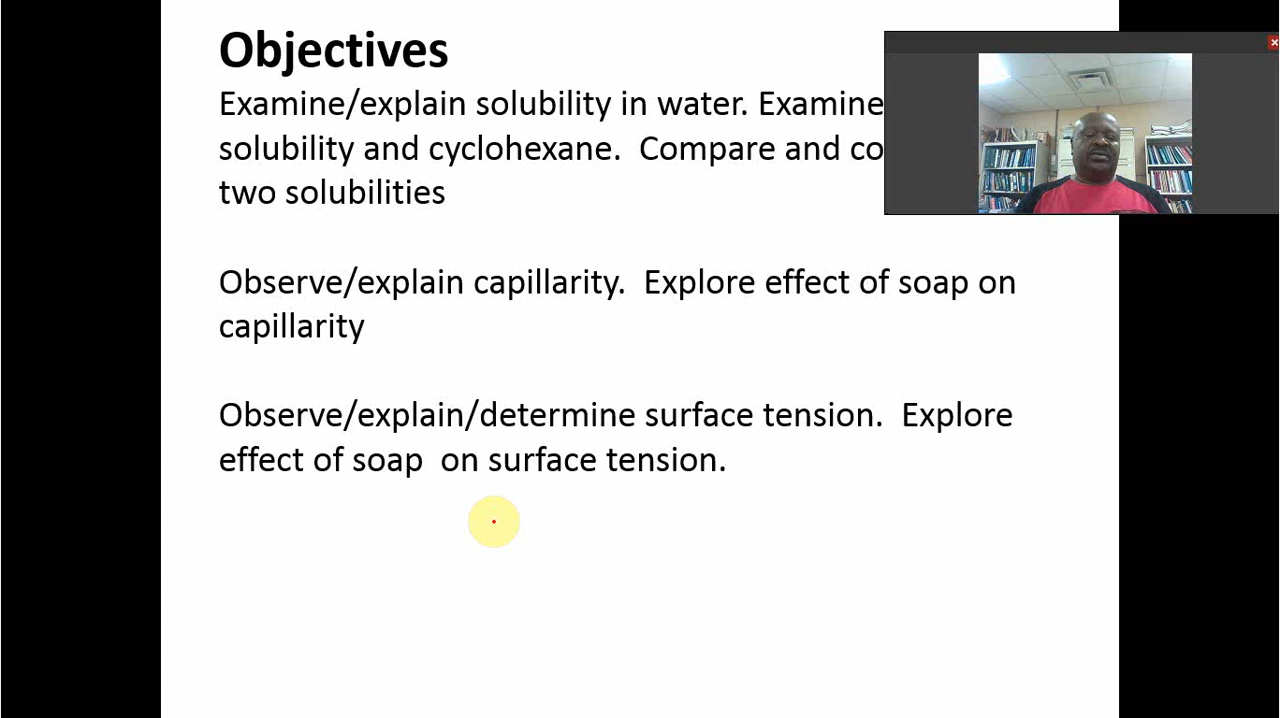 Objectives
Examine/explain solubility in water. Examine
solubility and cyclohexane. Compare and co
two solubilities
Observe/explain capillarity. Explore effect of soap on
capillarity
Observe/explain/determine surface tension. Explore
effect of soap on surface tension.